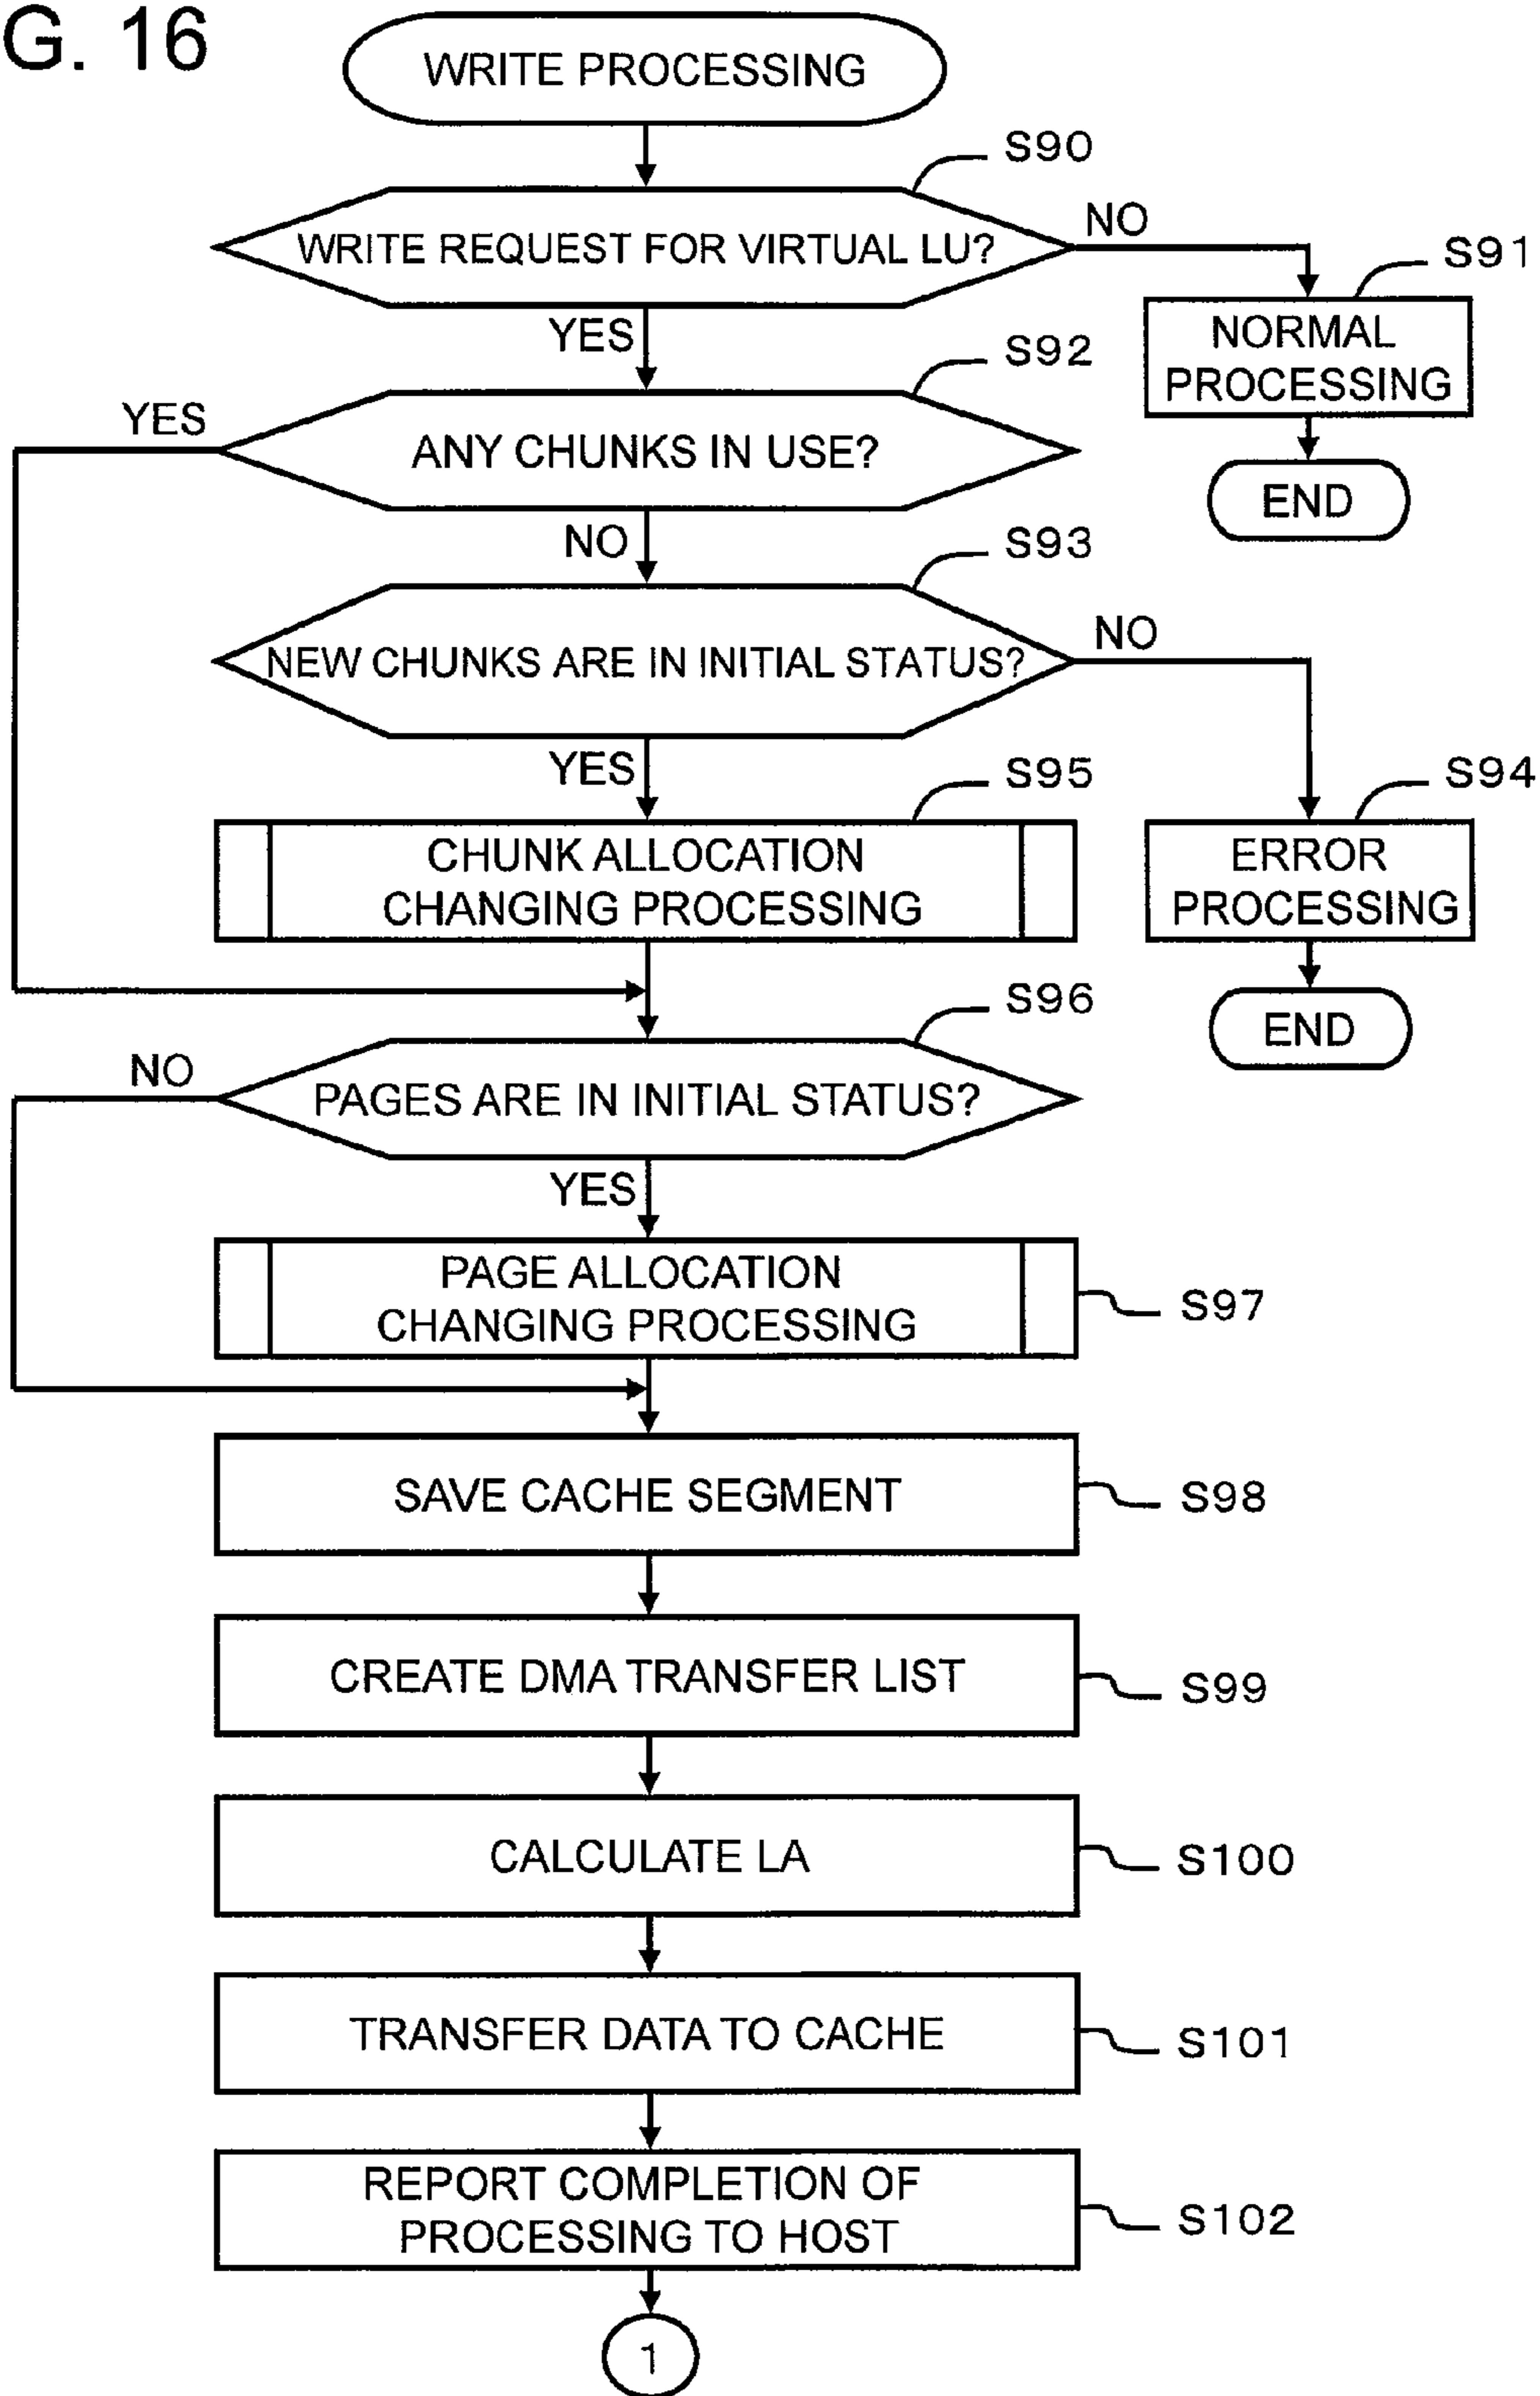 G. 16
WRITE PROCESSING
S90
WRITE REQUEST FOR VIRTUAL LU?
NO
S91
NORMAL
PROCESSING
END
YES
S92
YES
ANY CHUNKS IN USE?
NO
S93
NEW CHUNKS ARE IN INITIAL STATUS?
NO
S94
ERROR
PROCESSING
END
YES
S95
CHUNK ALLOCATION
CHANGING PROCESSING
S96
NO
PAGES ARE IN INITIAL STATUS?
YES
PAGE ALLOCATION
CHANGING PROCESSING
S97
SAVE CACHE SEGMENT
S98
CREATE DMA TRANSFER LIST
S99
CALCULATE LA
S100
TRANSFER DATA TO CACHE
S101
REPORT COMPLETION OF
PROCESSING TO HOST
S102
1